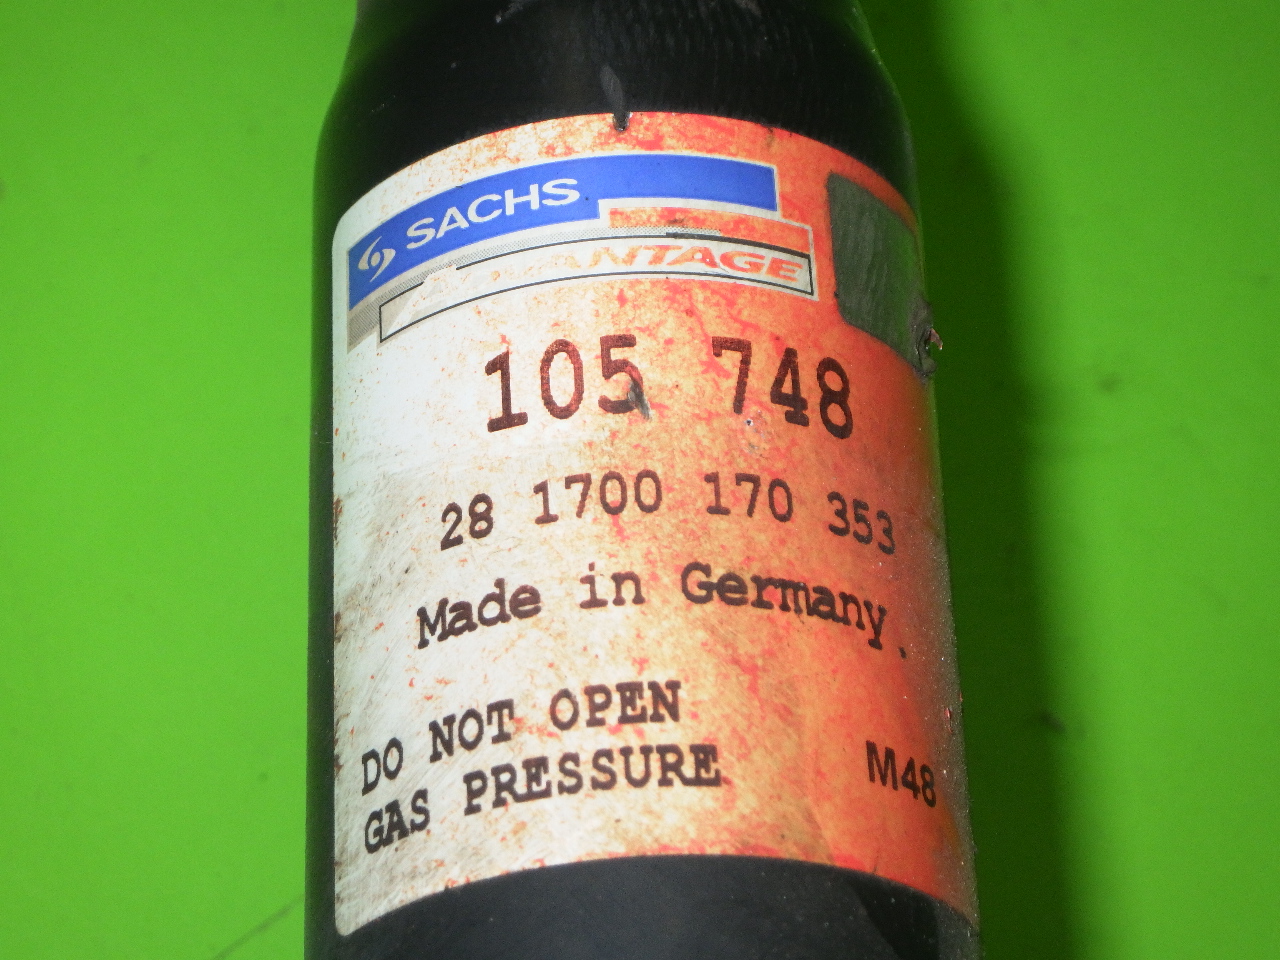 SACHS
ADVANTAGE
105 748
28 1700 170 353
Made in Germany.
DO NOT OPEN
GAS PRESSURE M48